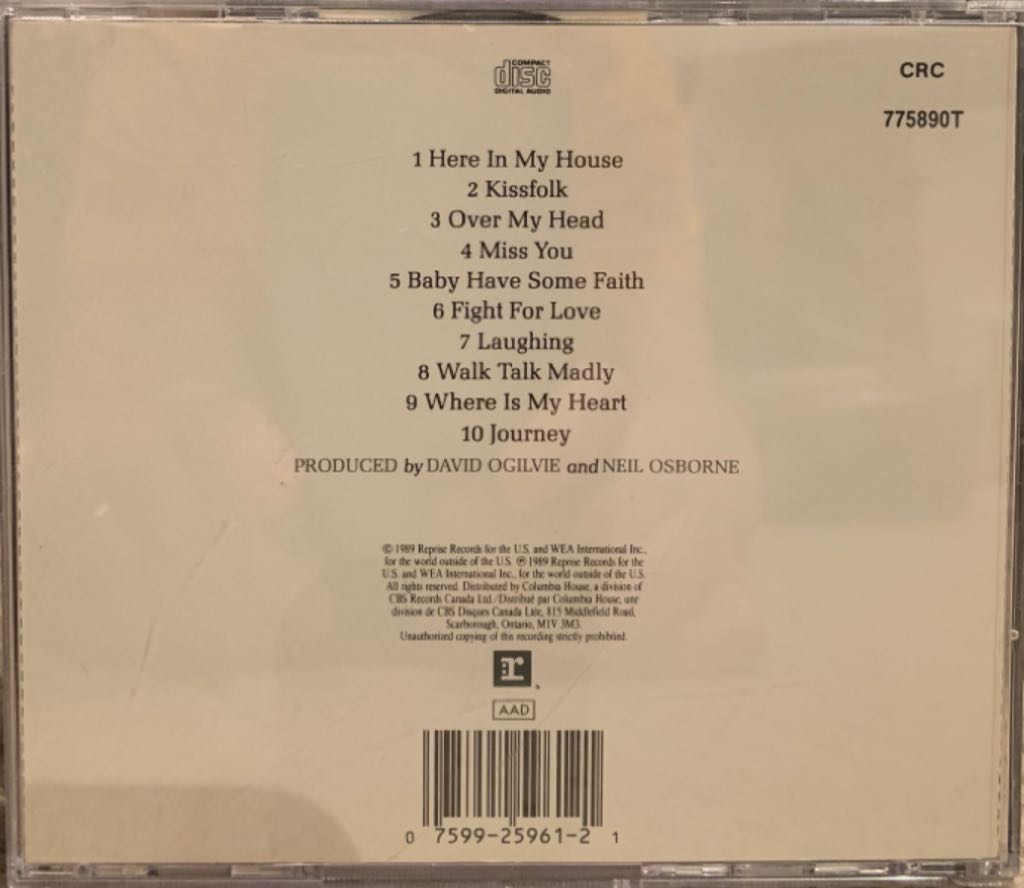 COMPACT
disc
DIGITAL AUDIO
CRC
775890T
1 Here In My House
2 Kissfolk
3 Over My Head
4 Miss You
5 Baby Have Some Faith
6 Fight For Love
7 Laughing
8 Walk Talk Madly
9 Where Is My Heart
10 Journey
PRODUCED by DAVID OGILVIE and NEIL OSBORNE
© 1989 Reprise Records for the U.S. and WEA International Inc.,
for the world outside of the U.S. ℗ 1989 Reprise Records for the
U.S. and WEA International Inc., for the world outside of the U.S.
All rights reserved. Distributed by Columbia House, a division of
CBS Records Canada Ltd./Distribué par Columbia House, une
division de CBS Disques Canada Ltée, 815 Middlefield Road,
Scarborough, Ontario, M1V 3M3.
Unauthorized copying of this recording strictly prohibited.
r
AAD
0 7599-25961-2 1